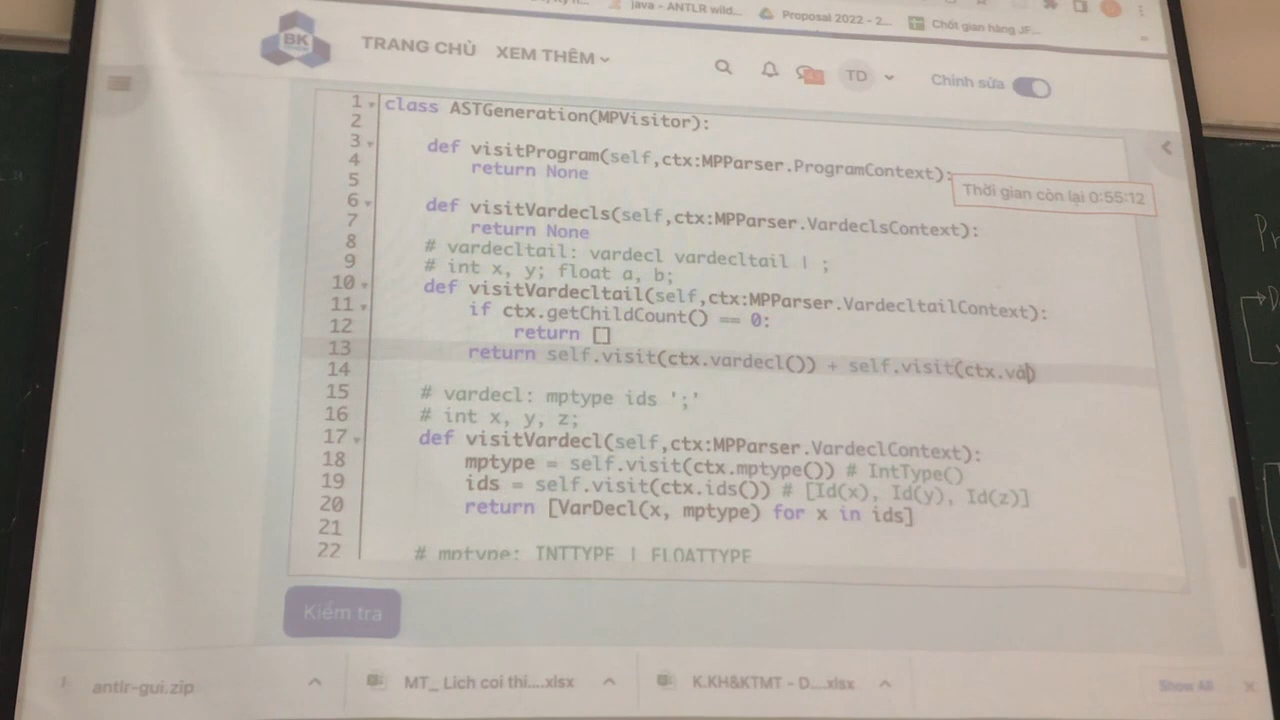 java - ANTLR wild...
Proposal 2022 - 2...
Chốt gian hàng JF...
BK
TRANG CHỦ
XEM THÊM
TD
Chỉnh sửa
1 class ASTGeneration(MPVisitor):
2
3 def visitProgram(self,ctx:MPParser.ProgramContext):
4 return None
5
Thời gian còn lại 0:55:12
6 def visitVardecls(self,ctx:MPParser.VardeclsContext):
7 return None
8 # vardecltail: vardecl vardecltail | ;
9 # int x, y; float a, b;
10 def visitVardecltail(self,ctx:MPParser.VardecltailContext):
11 if ctx.getChildCount() == 0:
12 return []
13 return self.visit(ctx.vardecl()) + self.visit(ctx.và)
14
15 # vardecl: mptype ids ';'
16 # int x, y, z;
17 def visitVardecl(self,ctx:MPParser.VardeclContext):
18 mptype = self.visit(ctx.mptype()) # IntType()
19 ids = self.visit(ctx.ids()) # [Id(x), Id(y), Id(z)]
20 return [VarDecl(x, mptype) for x in ids]
21
22 # mptype: INTTYPE | FLOATTYPE
Kiểm tra
antlr-gui.zip
MT_ Lich coi thi....xlsx
K.KH&KTMT - D....xlsx
Show All